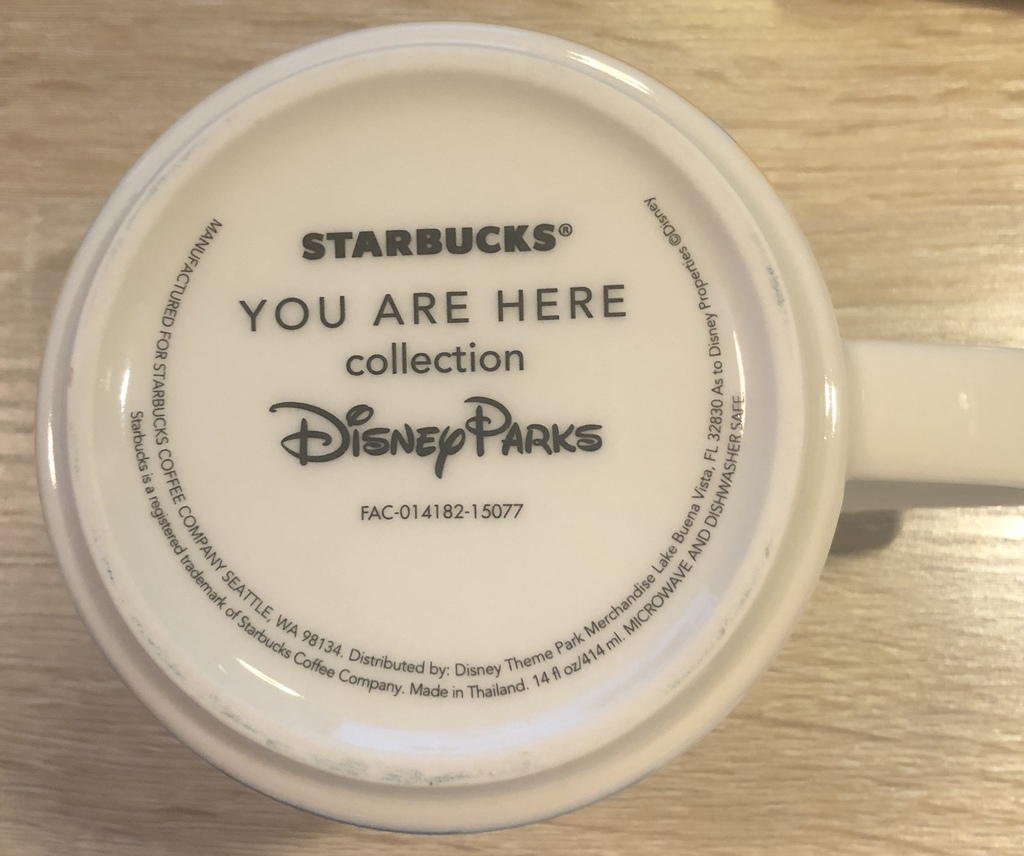 STARBUCKS®
YOU ARE HERE
collection
Disney Parks
FAC-014182-15077
MANUFACTURED FOR STARBUCKS COFFEE COMPANY SEATTLE, WA 98134. Distributed by: Disney Theme Park Merchandise Lake Buena Vista, FL 32830 As to Disney Properties ©Disney
Starbucks is a registered trademark of Starbucks Coffee Company. Made in Thailand. 14 fl oz/414 ml. MICROWAVE AND DISHWASHER SAFE.